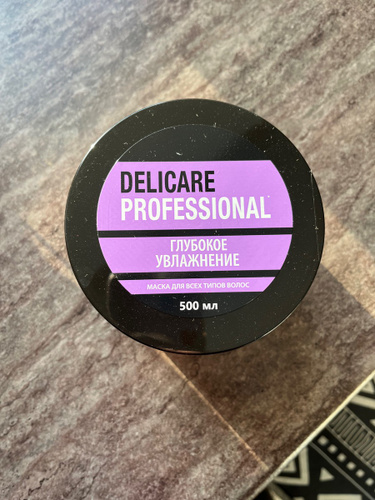 DELICARE
PROFESSIONAL
ГЛУБОКОЕ
УВЛАЖНЕНИЕ
МАСКА ДЛЯ ВСЕХ ТИПОВ ВОЛОС
500 мл